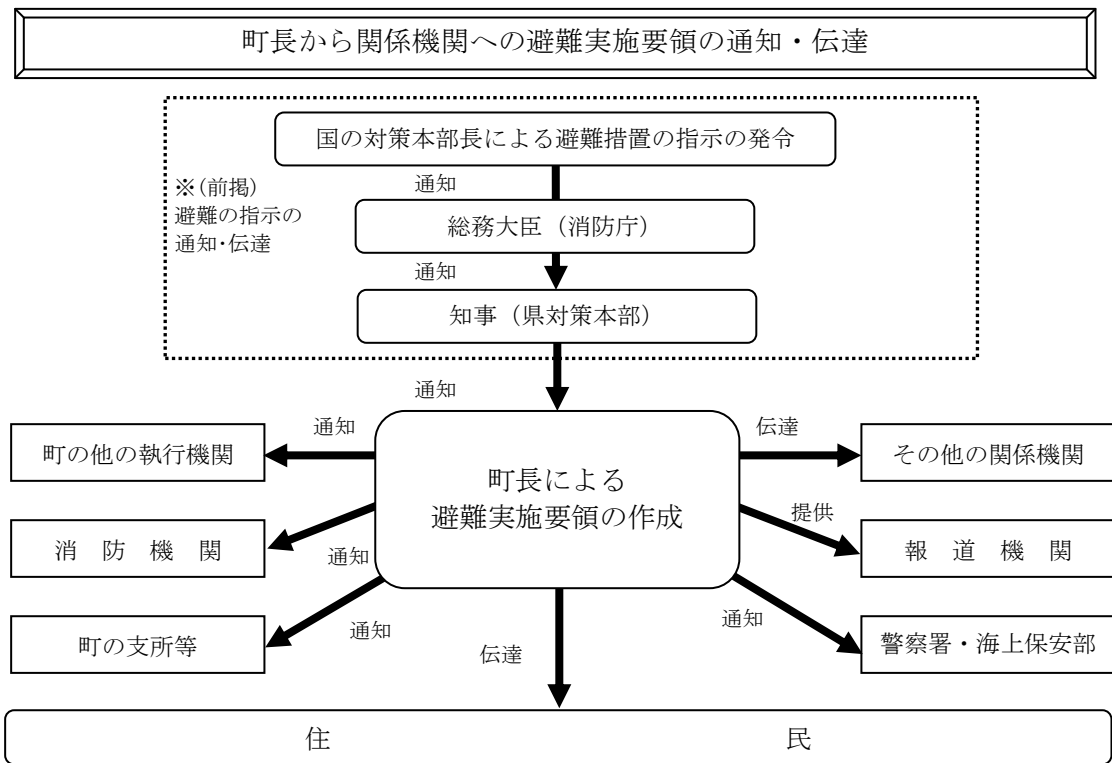 町長から関係機関への避難実施要領の通知・伝達
国の対策本部長による避難措置の指示の発令
※(前掲)
避難の指示の
通知･伝達
通知
総務大臣（消防庁）
通知
知事（県対策本部）
通知
通知
伝達
町の他の執行機関
その他の関係機関
町長による
避難実施要領の作成
提供
消　防　機　関
通知
報　道　機　関
町の支所等
通知
伝達
通知
警察署・海上保安部
住　　民